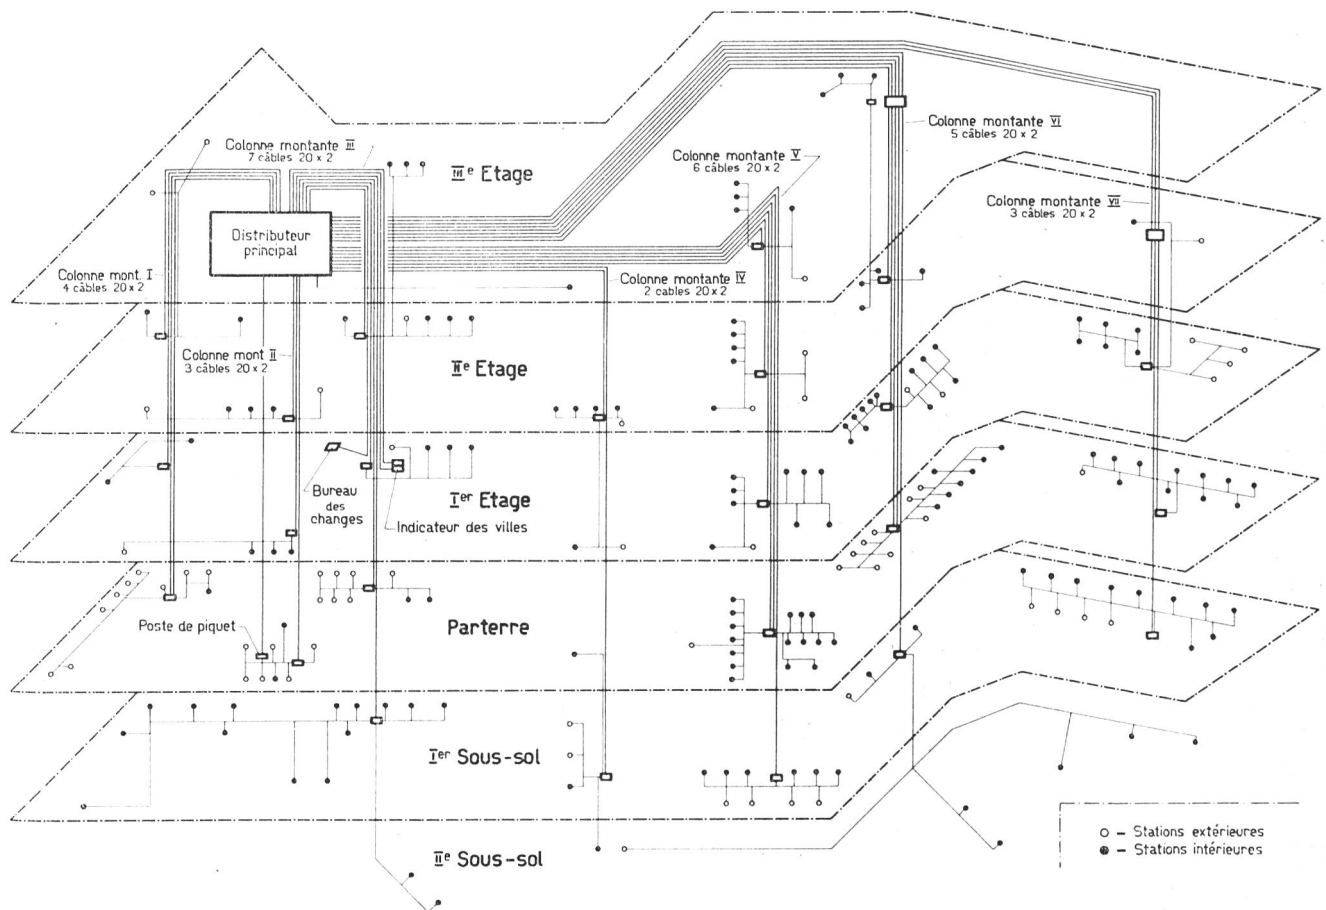 Colonne montante III
7 câbles 20 x 2
IIIe Etage
Colonne montante V
6 câbles 20 x 2
Colonne montante VI
5 câbles 20 x 2
Colonne montante VII
3 câbles 20 x 2
Distributeur
principal
Colonne mont. I
4 câbles 20 x 2
Colonne montante IV
2 cables 20 x 2
Colonne mont II
3 câbles 20 x 2
IIe Etage
Bureau
des
changes
Ier Etage
Indicateur des villes
Poste de piquet
Parterre
Ier Sous-sol
IIe Sous-sol
o – Stations extérieures
● – Stations intérieures